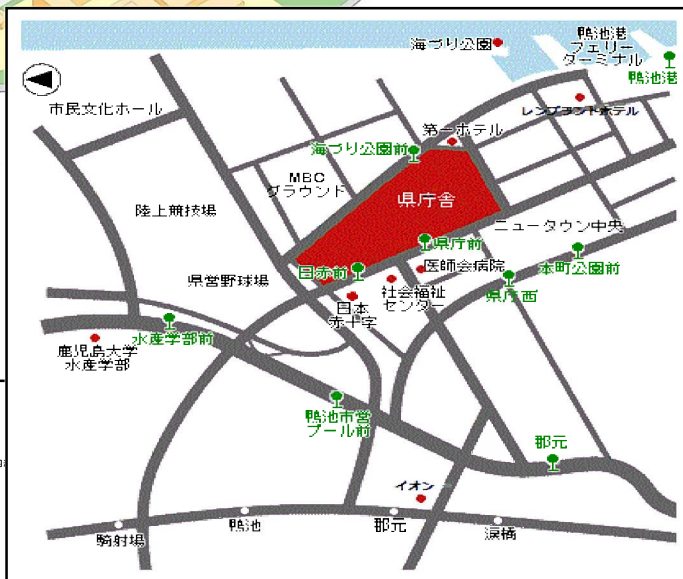 海づり公園
鴨池港
フェリー
ターミナル
鴨池港
市民文化ホール
レンブラントホテル
第一ホテル
海づり公園前
MBC
グラウンド
県庁舎
陸上競技場
ニュータウン中央
県庁前
本町公園前
医師会病院
日赤前
県営野球場
社会福祉
センター
県庁西
日本
赤十字
水産学部前
鹿児島大学
水産学部
鴨池市営
プール前
郡元
イオン
騎射場
鴨池
郡元
涙橋